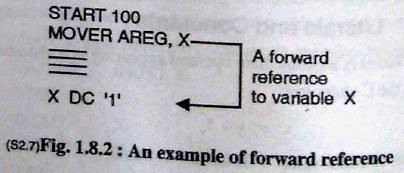 START 100
MOVER AREG, X
A forward
reference
to variable X
X DC '1'
(S2.7)Fig. 1.8.2 : An example of forward reference